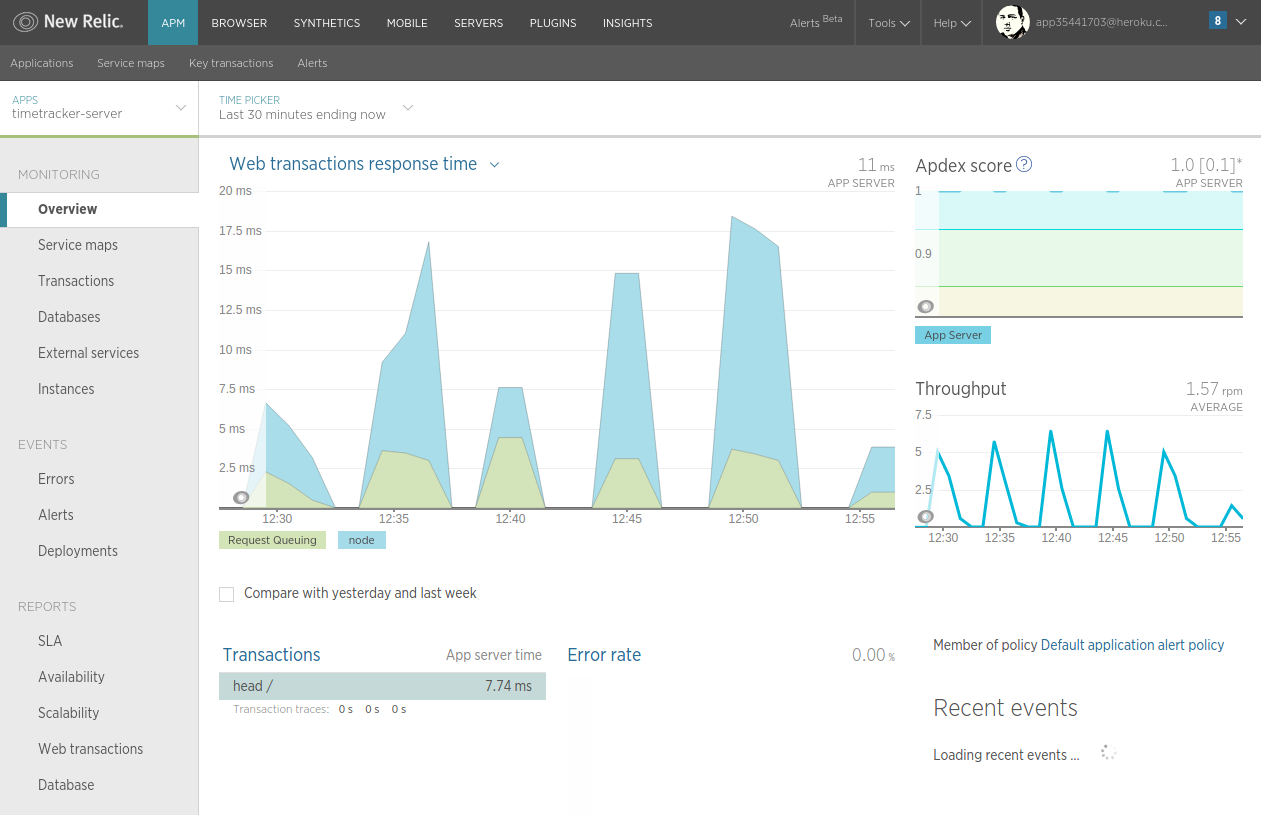 New Relic. APM BROWSER SYNTHETICS MOBILE SERVERS PLUGINS INSIGHTS Alerts Beta Tools Help app35441703@heroku.c... 8
Applications Service maps Key transactions Alerts
APPS
timetracker-server
TIME PICKER
Last 30 minutes ending now
MONITORING
Overview
Service maps
Transactions
Databases
External services
Instances
EVENTS
Errors
Alerts
Deployments
REPORTS
SLA
Availability
Scalability
Web transactions
Database
Web transactions response time
11 ms
APP SERVER
20 ms
17.5 ms
15 ms
12.5 ms
10 ms
7.5 ms
5 ms
2.5 ms
12:30 12:35 12:40 12:45 12:50 12:55
Request Queuing node
Compare with yesterday and last week
Transactions App server time
head / 7.74 ms
Transaction traces: 0 s 0 s 0 s
Error rate 0.00 %
Apdex score ? 1.0 [0.1]*
APP SERVER
1
0.9
App Server
Throughput 1.57 rpm
AVERAGE
7.5
5
2.5
12:30 12:35 12:40 12:45 12:50 12:55
Member of policy Default application alert policy
Recent events
Loading recent events ...